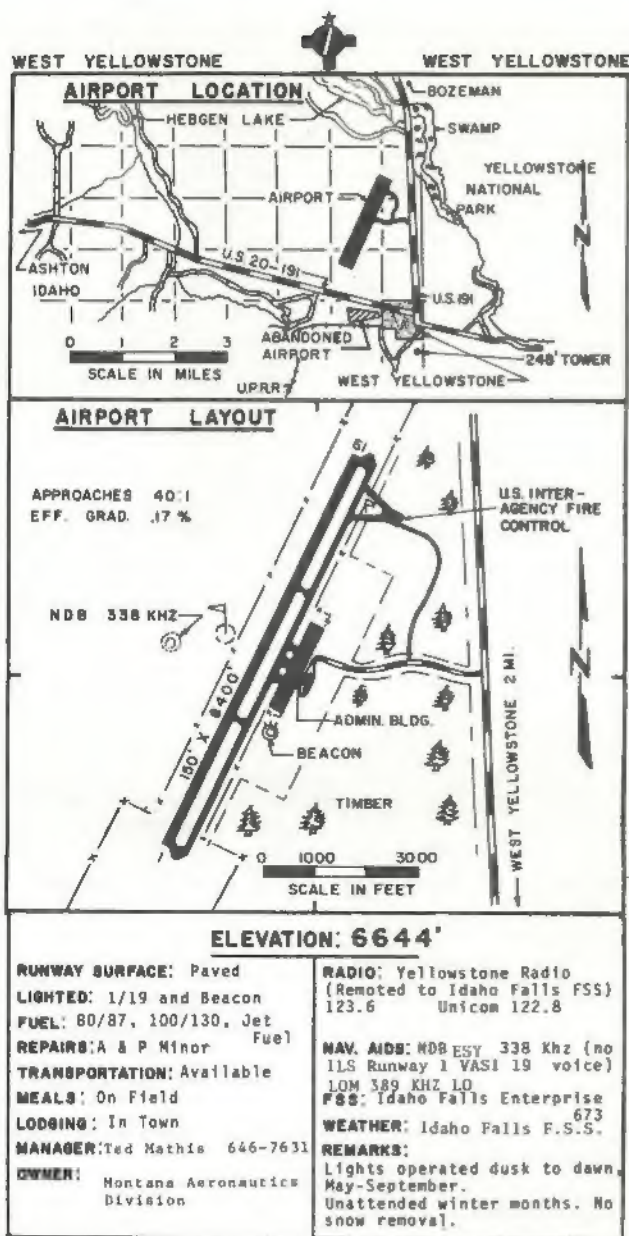 WEST YELLOWSTONE WEST YELLOWSTONE
AIRPORT LOCATION
BOZEMAN
HEBGEN LAKE
SWAMP
YELLOWSTONE
NATIONAL
PARK
AIRPORT
N
ASHTON
IDAHO
U.S. 20-191
U.S. 191
ABANDONED
AIRPORT
248' TOWER
WEST YELLOWSTONE
0 1 2 3
SCALE IN MILES
U.P.R.R.
AIRPORT LAYOUT
19
APPROACHES 40:1
EFF. GRAD. .17 %
U.S. INTER-
AGENCY FIRE
CONTROL
NDB 338 KHZ
N
150' X 8400'
ADMIN. BLDG.
BEACON
TIMBER
WEST YELLOWSTONE 2 MI.
0 1000 3000
SCALE IN FEET
ELEVATION: 6644'
RUNWAY SURFACE: Paved
LIGHTED: 1/19 and Beacon
FUEL: 80/87, 100/130, Jet
Fuel
REPAIRS: A & P Minor
TRANSPORTATION: Available
MEALS: On Field
LODGING: In Town
MANAGER: Ted Mathis 646-7631
OWNER: Montana Aeronautics
Division
RADIO: Yellowstone Radio
(Remoted to Idaho Falls FSS)
123.6 Unicom 122.8
NAV. AIDS: NDB ESY 338 Khz (no
ILS Runway 1 VASI 19 voice)
LOM 389 KHZ LO
FSS: Idaho Falls Enterprise
673
WEATHER: Idaho Falls F.S.S.
REMARKS:
Lights operated dusk to dawn,
May-September.
Unattended winter months. No
snow removal.